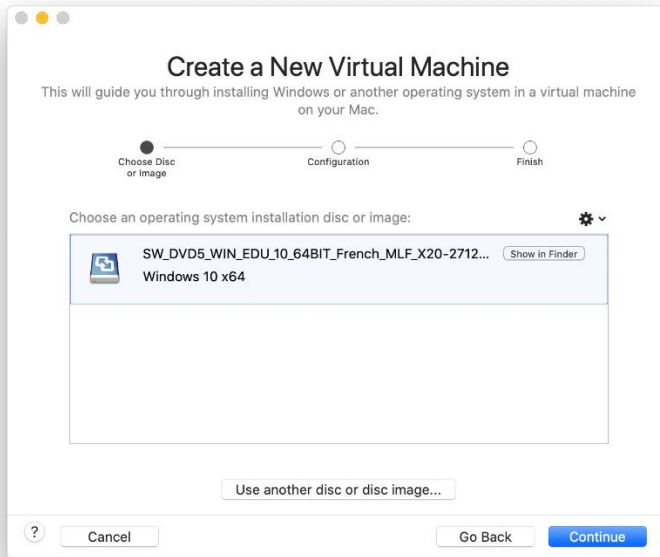 Create a New Virtual Machine
This will guide you through installing Windows or another operating system in a virtual machine
on your Mac.
Choose Disc
or Image
Configuration
Finish
Choose an operating system installation disc or image:
SW_DVD5_WIN_EDU_10_64BIT_French_MLF_X20-2712...
Show in Finder
Windows 10 x64
Use another disc or disc image...
?
Cancel
Go Back
Continue